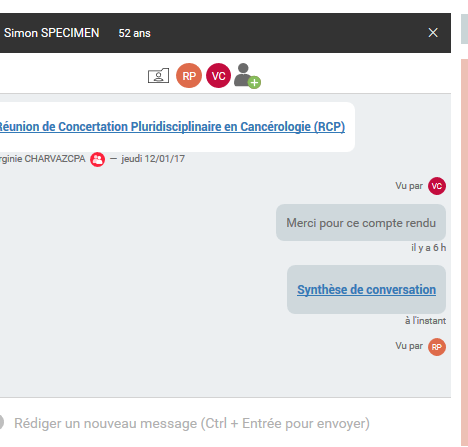 Simon SPECIMEN 52 ans
RP VC
Réunion de Concertation Pluridisciplinaire en Cancérologie (RCP)
rginie CHARVAZCPA — jeudi 12/01/17
Vu par VC
Merci pour ce compte rendu
il y a 6 h
Synthèse de conversation
à l'instant
Vu par RP
Rédiger un nouveau message (Ctrl + Entrée pour envoyer)